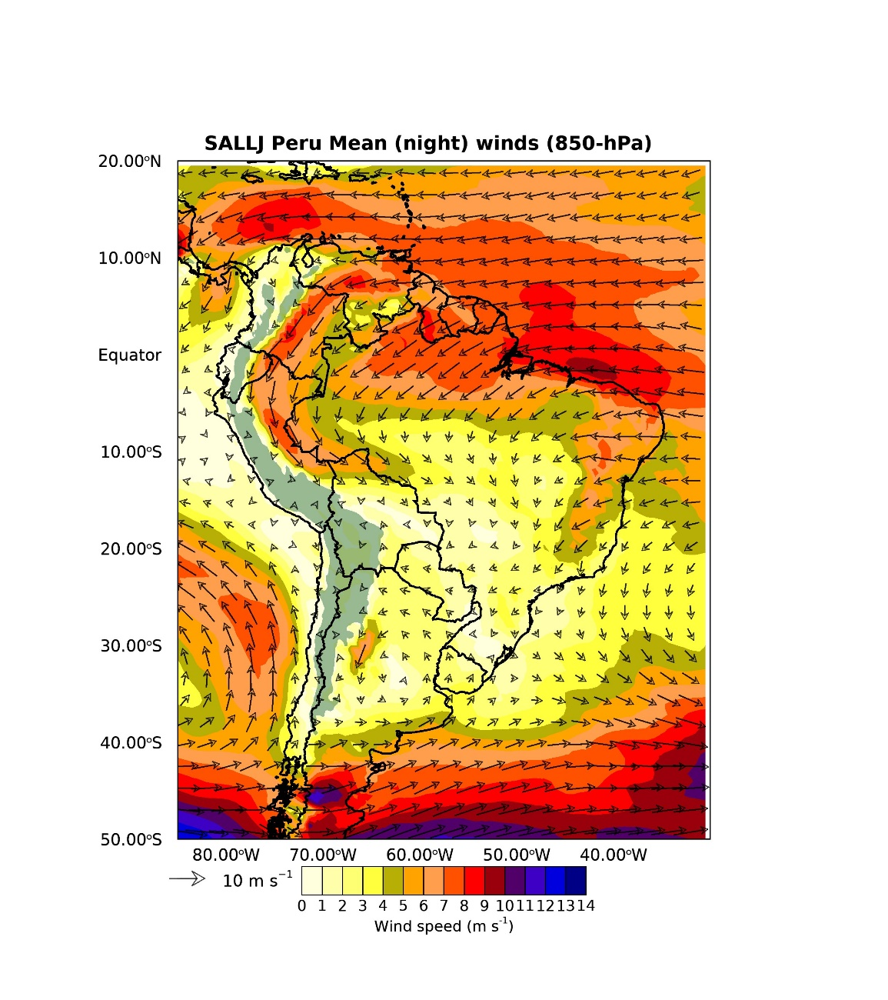 SALLJ Peru Mean (night) winds (850-hPa)
20.00°N
10.00°N
Equator
10.00°S
20.00°S
30.00°S
40.00°S
50.00°S
80.00°W 70.00°W 60.00°W 50.00°W 40.00°W
10 m s⁻¹
0 1 2 3 4 5 6 7 8 9 10 11 12 13 14
Wind speed (m s⁻¹)